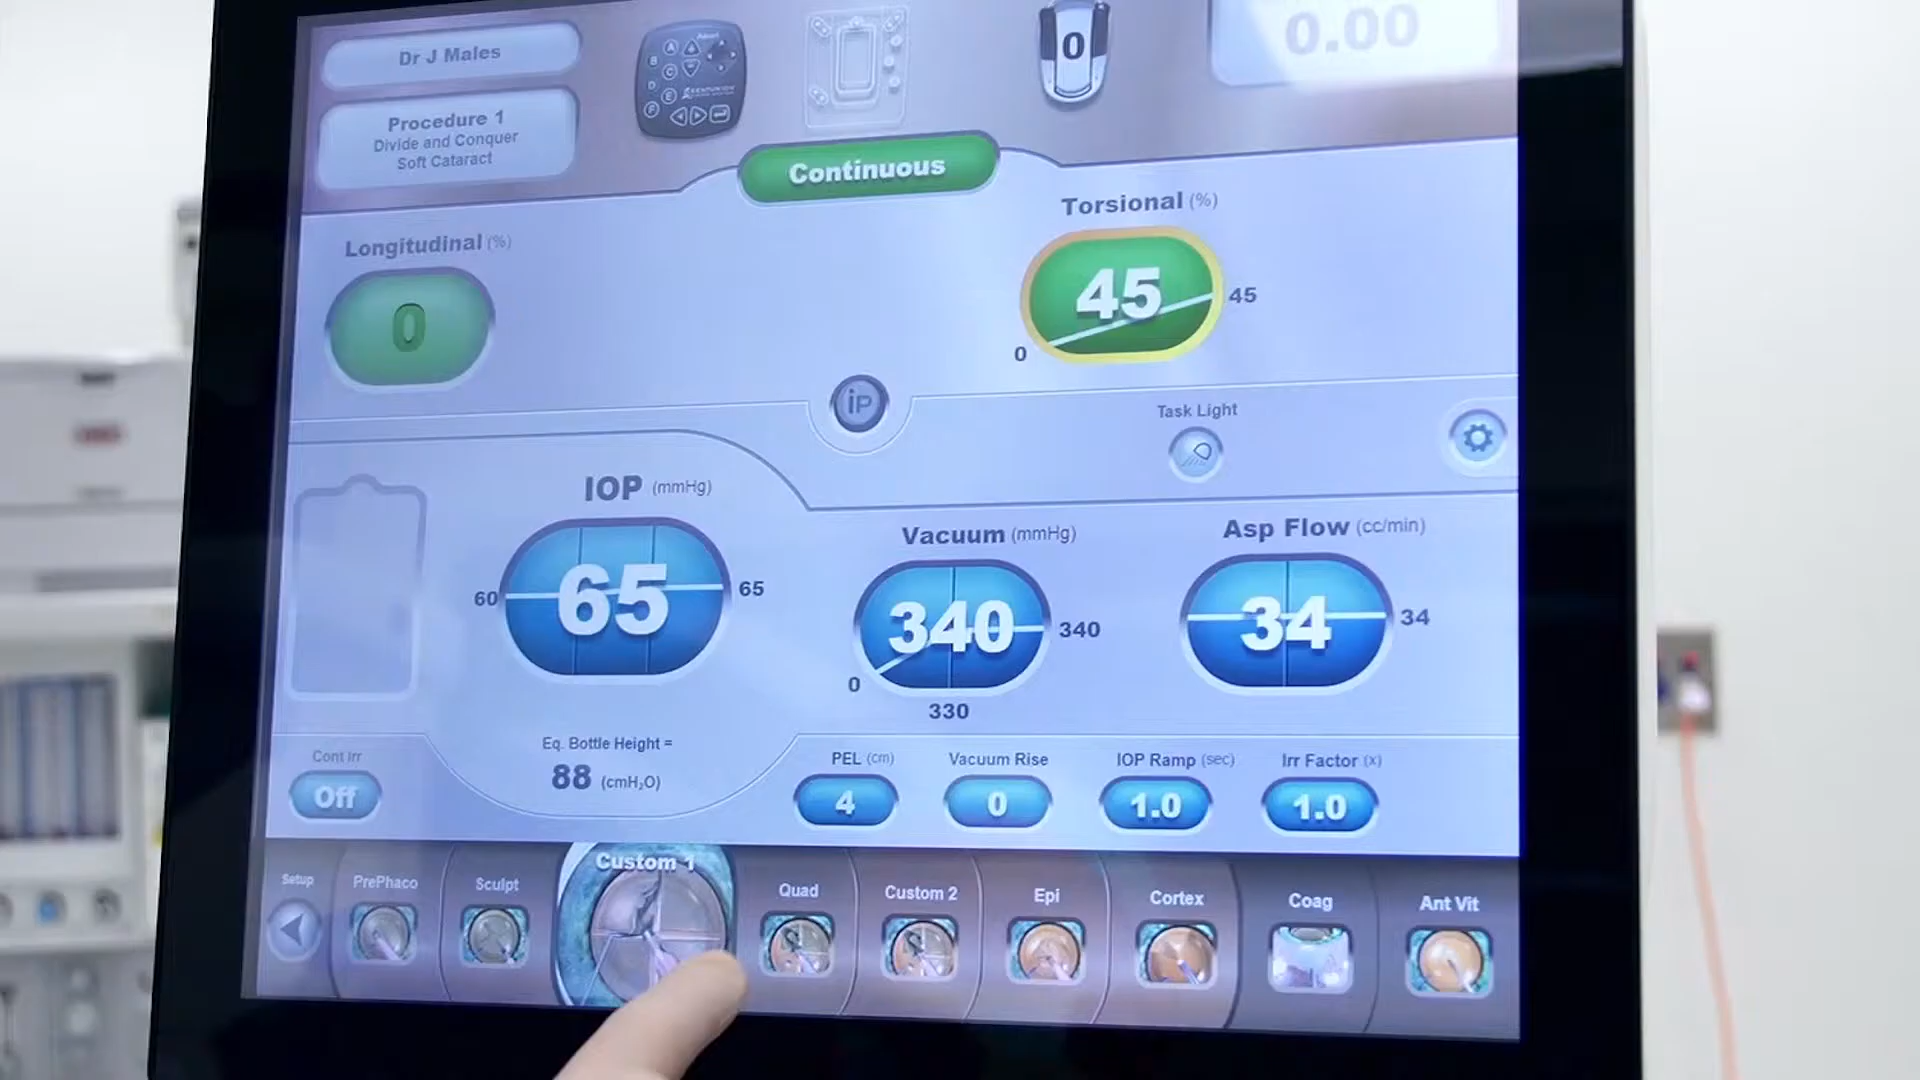 Dr J Males
Procedure 1
Divide and Conquer
Soft Cataract
A
B
C
D
E
F
CENTURION
0
0.00
Continuous
Longitudinal (%)
0
Torsional (%)
45
45
0
iP
Task Light
IOP (mmHg)
60
65
65
Eq. Bottle Height =
88 (cmH₂O)
Vacuum (mmHg)
340
340
0
330
Asp Flow (cc/min)
34
34
Cont Irr
Off
PEL (cm)
4
Vacuum Rise
0
IOP Ramp (sec)
1.0
Irr Factor (x)
1.0
Setup
PrePhaco
Sculpt
Custom 1
Quad
Custom 2
Epi
Cortex
Coag
Ant Vit